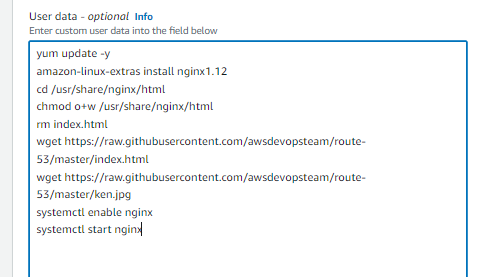 User data - optional Info
Enter custom user data into the field below
yum update -y
amazon-linux-extras install nginx1.12
cd /usr/share/nginx/html
chmod o+w /usr/share/nginx/html
rm index.html
wget https://raw.githubusercontent.com/awsdevopsteam/route-
53/master/index.html
wget https://raw.githubusercontent.com/awsdevopsteam/route-
53/master/ken.jpg
systemctl enable nginx
systemctl start nginx